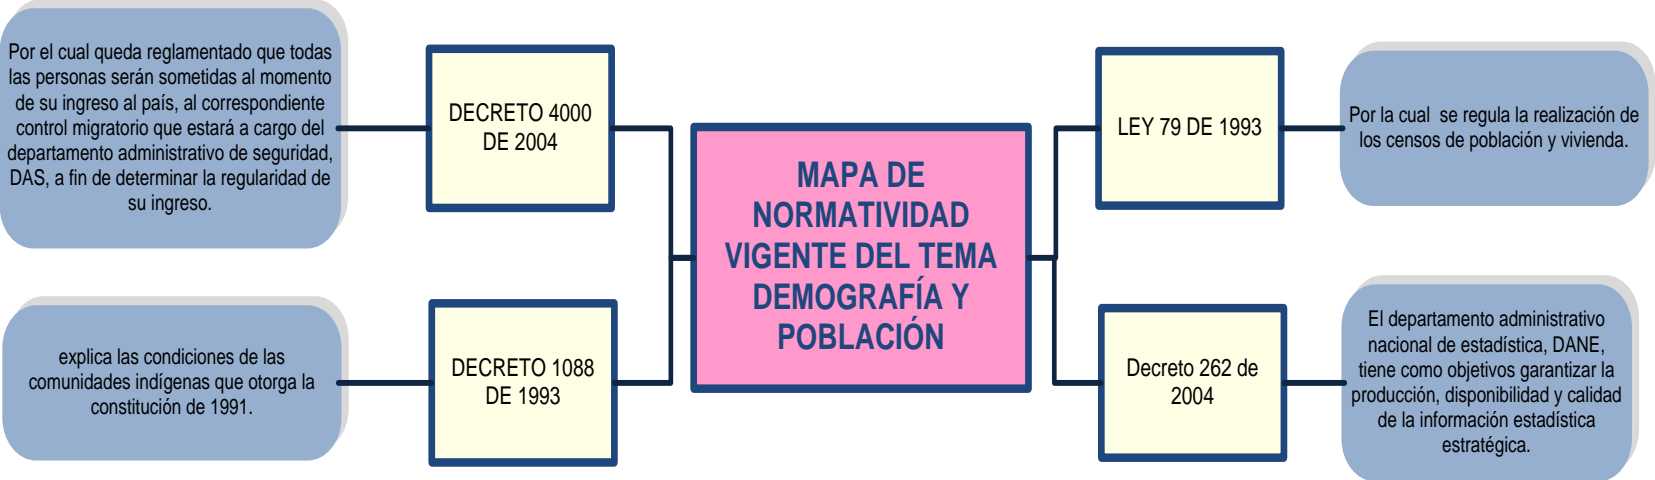 Por el cual queda reglamentado que todas
las personas serán sometidas al momento
de su ingreso al país, al correspondiente
control migratorio que estará a cargo del
departamento administrativo de seguridad,
DAS, a fin de determinar la regularidad de
su ingreso.
DECRETO 4000
DE 2004
explica las condiciones de las
comunidades indígenas que otorga la
constitución de 1991.
DECRETO 1088
DE 1993
MAPA DE
NORMATIVIDAD
VIGENTE DEL TEMA
DEMOGRAFÍA Y
POBLACIÓN
LEY 79 DE 1993
Por la cual  se regula la realización de
los censos de población y vivienda.
Decreto 262 de
2004
El departamento administrativo
nacional de estadística, DANE,
tiene como objetivos garantizar la
producción, disponibilidad y calidad
de la información estadística
estratégica.